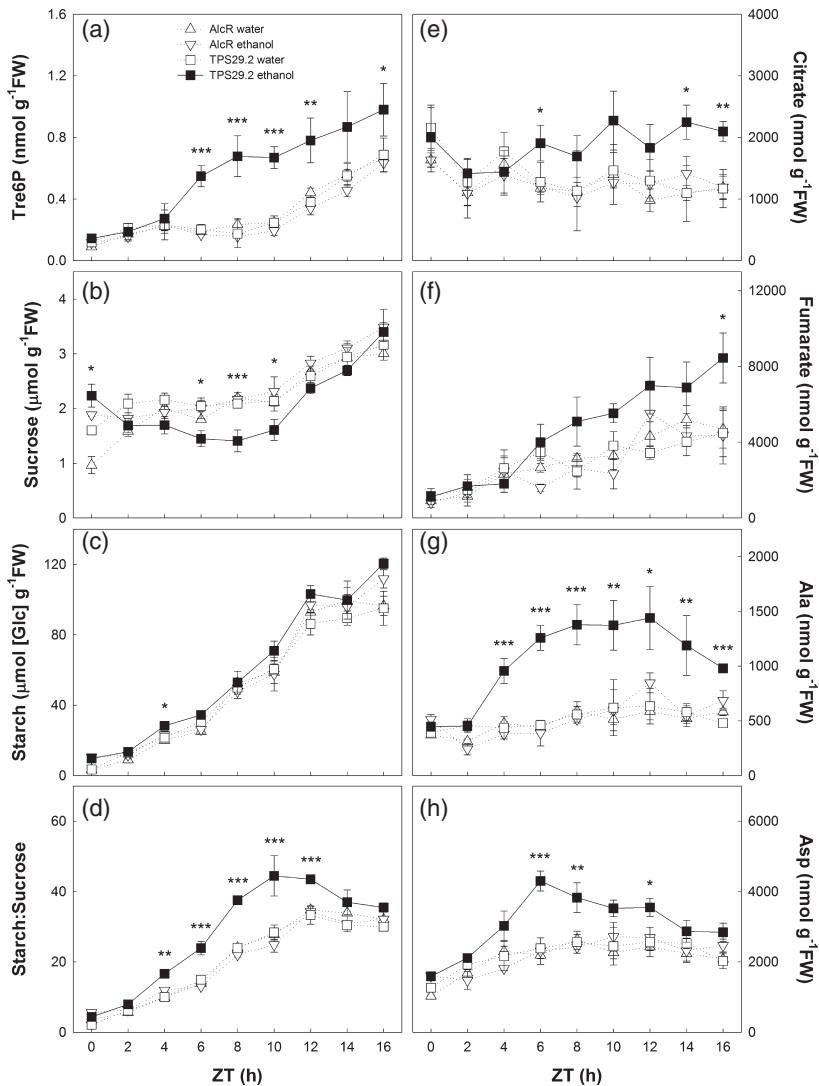 (a)
AlcR water
AlcR ethanol
TPS29.2 water
TPS29.2 ethanol
1.6
1.2
0.8
0.4
0.0
Tre6P (nmol g⁻¹FW)
*** *** *** ** *
(e)
4000
3000
2000
1000
0
Citrate (nmol g⁻¹FW)
* * **
(b)
4
3
2
1
0
Sucrose (μmol g⁻¹FW)
* * *** *
(f)
12000
8000
4000
0
Fumarate (nmol g⁻¹FW)
*
(c)
120
80
40
0
Starch (μmol [Glc] g⁻¹FW)
*
(g)
2000
1500
1000
500
0
Ala (nmol g⁻¹FW)
*** *** *** ** * ** ***
(d)
60
40
20
0
Starch:Sucrose
** *** *** *** ***
0 2 4 6 8 10 12 14 16
ZT (h)
(h)
6000
4000
2000
0
Asp (nmol g⁻¹FW)
*** ** *
0 2 4 6 8 10 12 14 16
ZT (h)